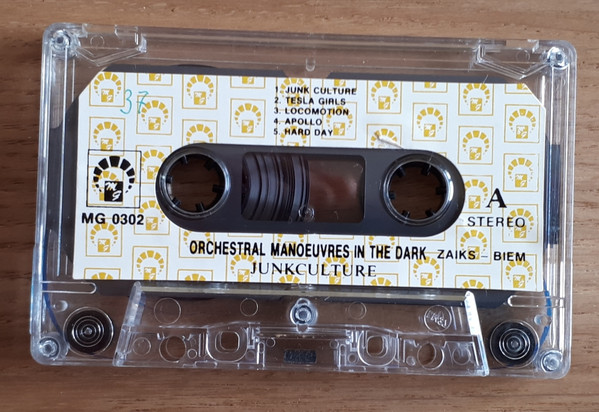 37
1. JUNK CULTURE
2. TESLA GIRLS
3. LOCOMOTION
4. APOLLO
5. HARD DAY
MG
MG 0302
A
STEREO
ORCHESTRAL MANOEUVRES IN THE DARK ZAIKS - BIEM
JUNKCULTURE